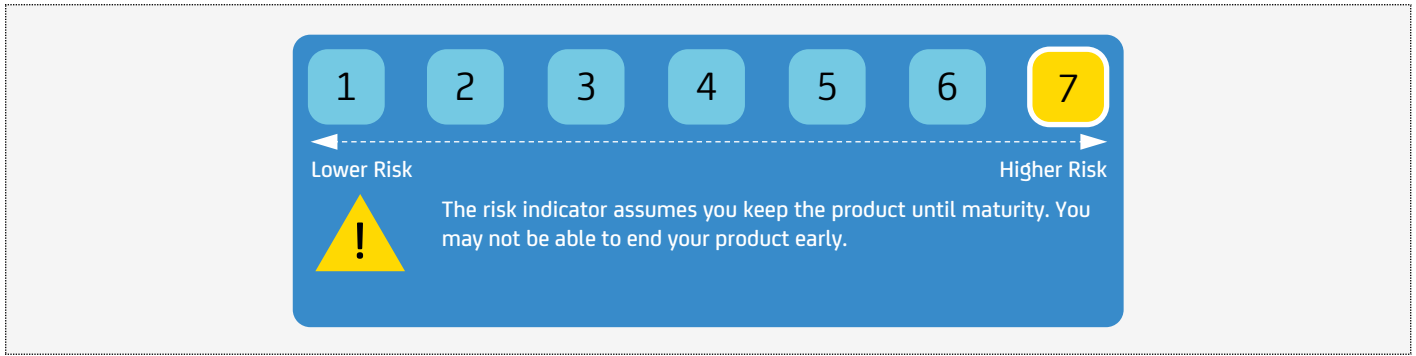 1 2 3 4 5 6 7
Lower Risk Higher Risk
!
The risk indicator assumes you keep the product until maturity. You
may not be able to end your product early.